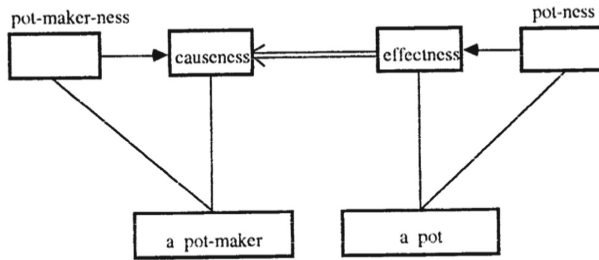 pot-maker-ness
pot-ness
causeness
effectness
a pot-maker
a pot